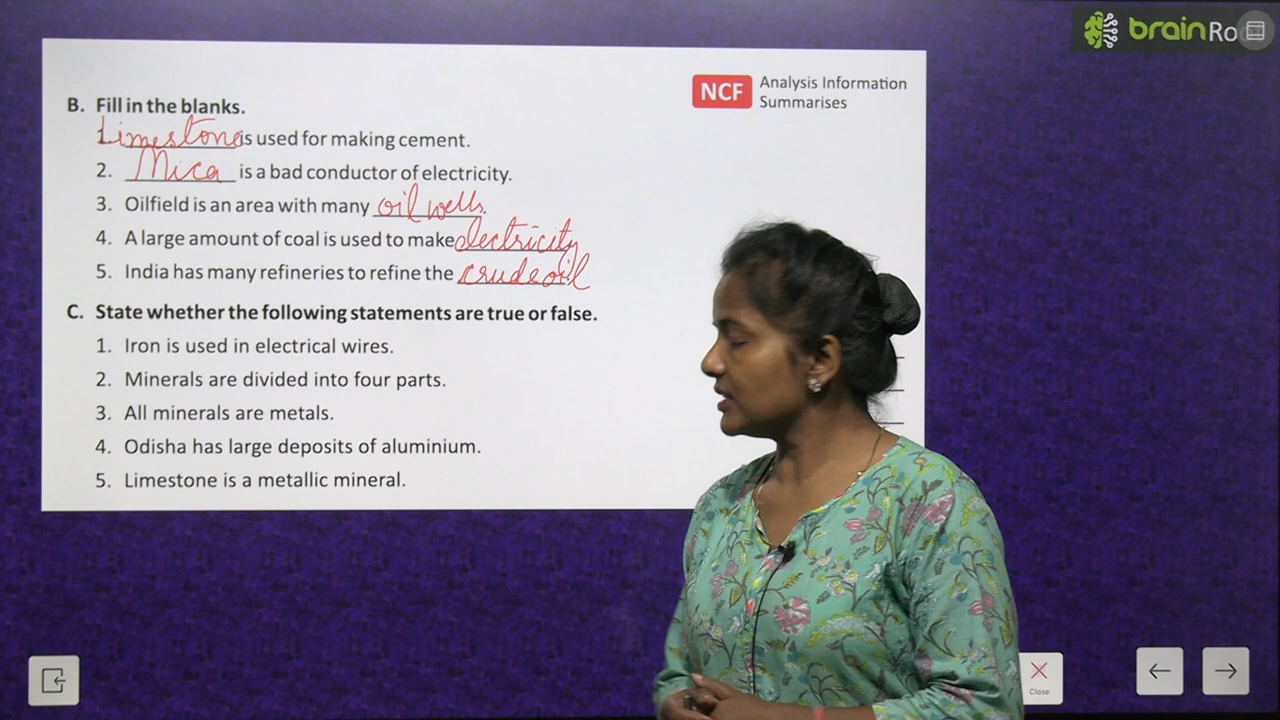 brainRo
NCF Analysis Information
Summarises
B. Fill in the blanks.
1. Limestone is used for making cement.
2. Mica is a bad conductor of electricity.
3. Oilfield is an area with many oil wells.
4. A large amount of coal is used to make electricity
5. India has many refineries to refine the crude oil
C. State whether the following statements are true or false.
1. Iron is used in electrical wires.
2. Minerals are divided into four parts.
3. All minerals are metals.
4. Odisha has large deposits of aluminium.
5. Limestone is a metallic mineral.
Close